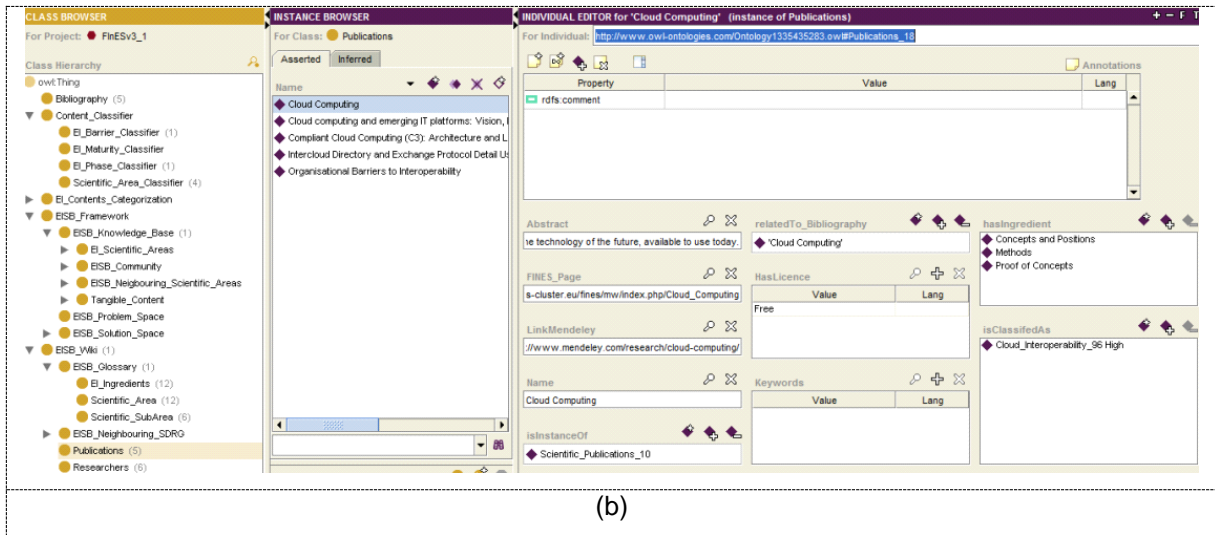 CLASS BROWSER
For Project: FInESv3_1
Class Hierarchy
owl:Thing
Bibliography (5)
Content_Classifier
EI_Barrier_Classifier (1)
EI_Maturity_Classifier
EI_Phase_Classifier (1)
Scientific_Area_Classifier (4)
EI_Contents_Categorization
EISB_Framework
EISB_Knowledge_Base (1)
EI_Scientific_Areas
EISB_Community
EISB_Neigbouring_Scientific_Areas
Tangible_Content
EISB_Problem_Space
EISB_Solution_Space
EISB_Wiki (1)
EISB_Glossary (1)
EI_Ingredients (12)
Scientific_Area (12)
Scientific_SubArea (6)
EISB_Neighbouring_SDRG
Publications (5)
Researchers (6)
INSTANCE BROWSER
For Class: Publications
Asserted Inferred
Name
Cloud Computing
Cloud computing and emerging IT platforms: Vision,
Compliant Cloud Computing (C3): Architecture and L
Intercloud Directory and Exchange Protocol Detail Us
Organisational Barriers to Interoperability
INDIVIDUAL EDITOR for 'Cloud Computing' (instance of Publications)
+ − F T
For Individual: http://www.owl-ontologies.com/Ontology1335435283.owl#Publications_18
Annotations
Property Value Lang
rdfs:comment
Abstract
e technology of the future, available to use today.
FINES_Page
s-cluster.eu/fines/mw/index.php/Cloud_Computing
LinkMendeley
://www.mendeley.com/research/cloud-computing/
Name
Cloud Computing
isInstanceOf
Scientific_Publications_10
relatedTo_Bibliography
'Cloud Computing'
HasLicence
Value Lang
Free
Keywords
Value Lang
hasIngredient
Concepts and Positions
Methods
Proof of Concepts
isClassifedAs
Cloud_Interoperability_96 High
(b)